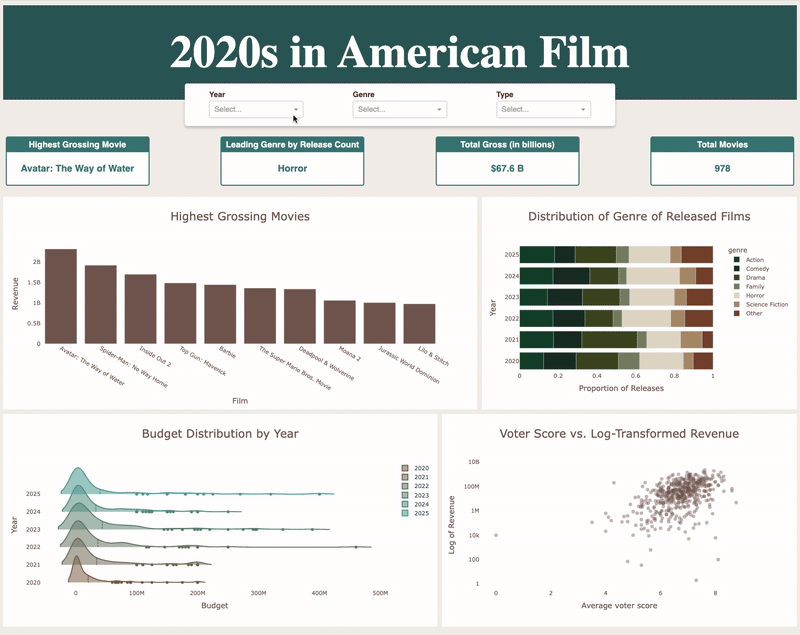 2020s in American Film
Year Genre Type
Select... Select... Select...
Highest Grossing Movie
Avatar: The Way of Water
Leading Genre by Release Count
Horror
Total Gross (in billions)
$67.6 B
Total Movies
978
Highest Grossing Movies
Revenue
2B
1.5B
1B
0.5B
0
Avatar: The Way of Water
Spider-Man: No Way Home
Inside Out 2
Top Gun: Maverick
Barbie
The Super Mario Bros. Movie
Deadpool & Wolverine
Moana 2
Jurassic World Dominion
Lilo & Stitch
Film
Distribution of Genre of Released Films
Year
2025
2024
2023
2022
2021
2020
0 0.2 0.4 0.6 0.8 1
Proportion of Releases
genre
Action
Comedy
Drama
Family
Horror
Science Fiction
Other
Budget Distribution by Year
Year
2025
2024
2023
2022
2021
2020
0 100M 200M 300M 400M 500M
Budget
2020
2021
2022
2023
2024
2025
Voter Score vs. Log-Transformed Revenue
Log of Revenue
10B
100M
1M
10k
100
1
0 2 4 6 8
Average voter score